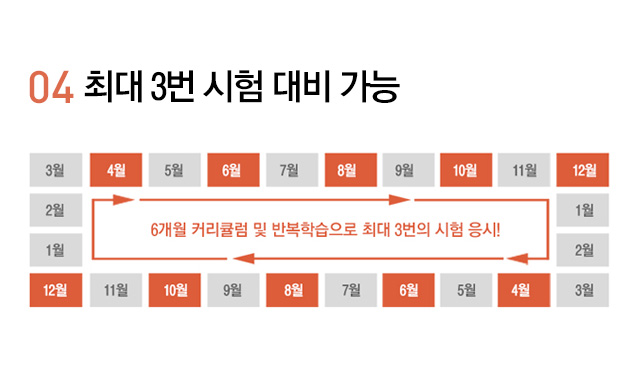 04 최대 3번 시험 대비 가능
3월 4월 5월 6월 7월 8월 9월 10월 11월 12월
2월 1월
6개월 커리큘럼 및 반복학습으로 최대 3번의 시험 응시!
1월 2월
12월 11월 10월 9월 8월 7월 6월 5월 4월 3월